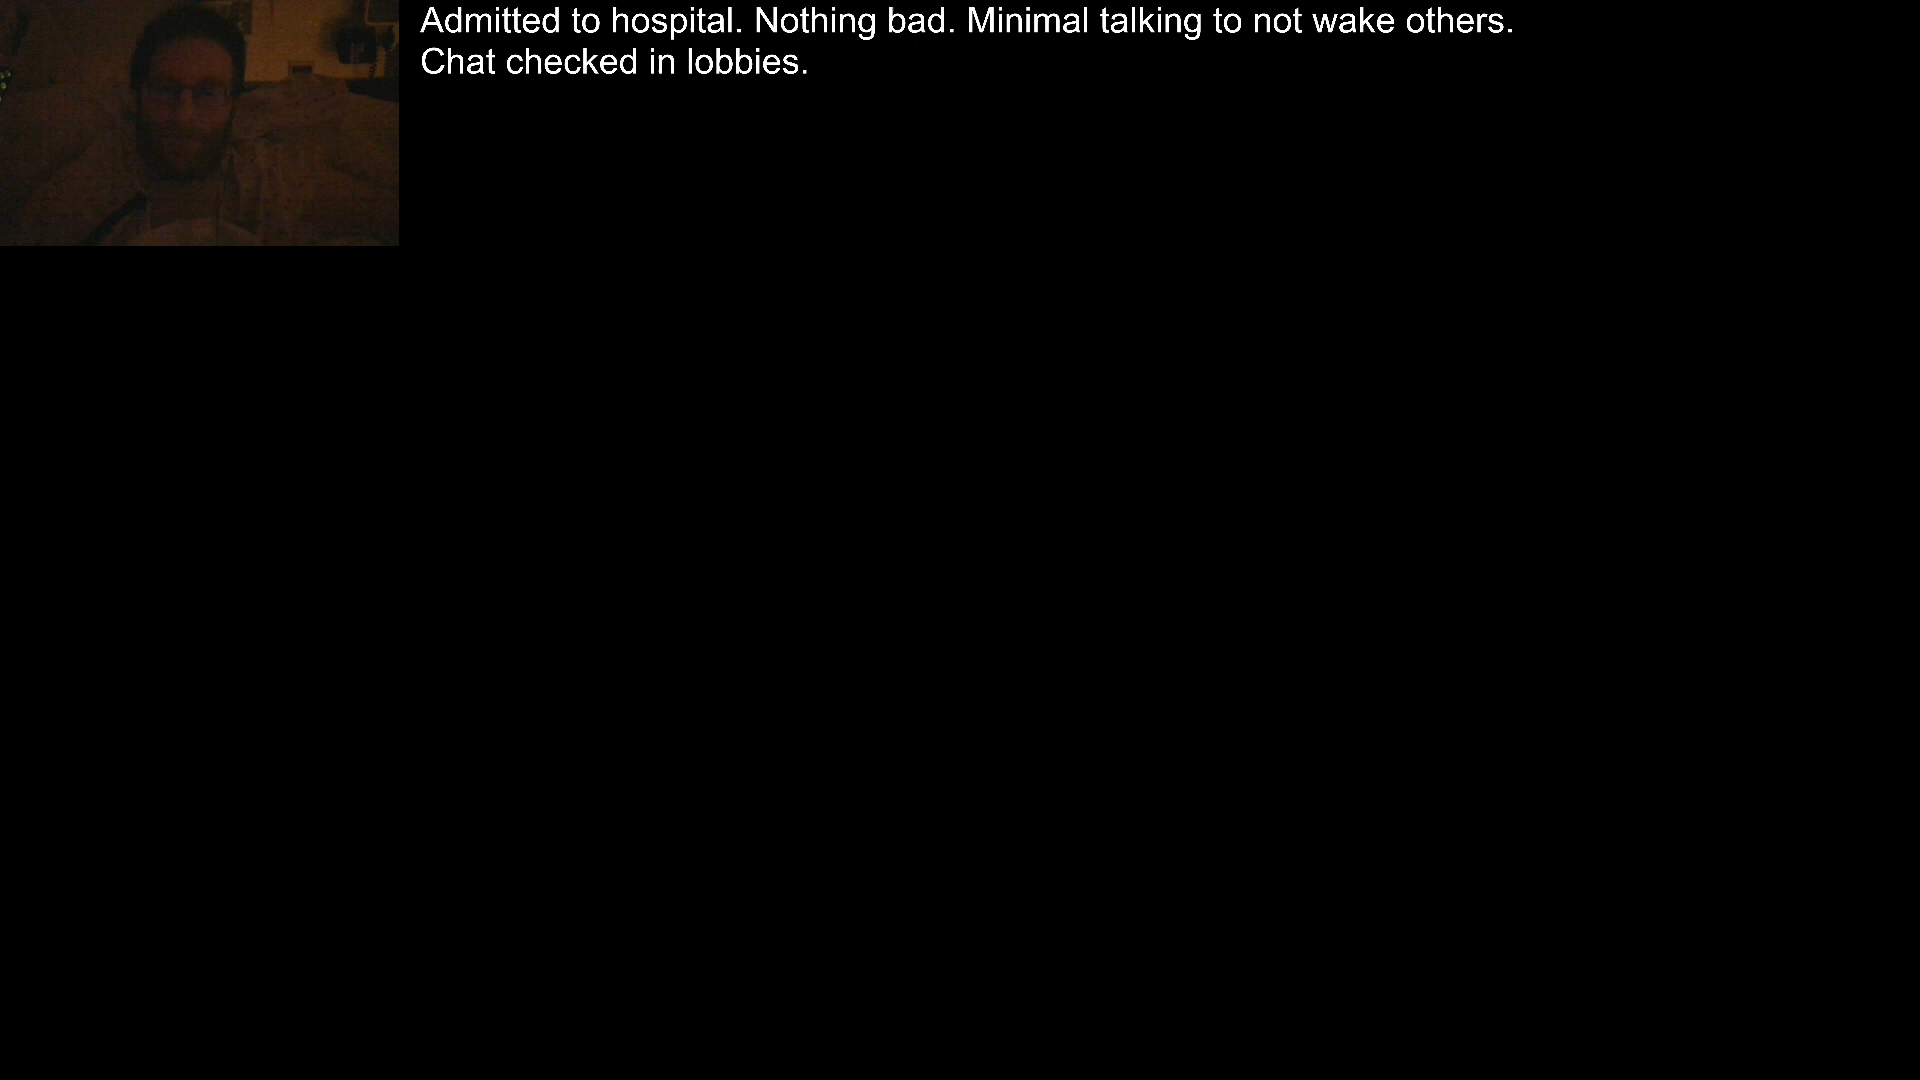 Admitted to hospital. Nothing bad. Minimal talking to not wake others.
Chat checked in lobbies.